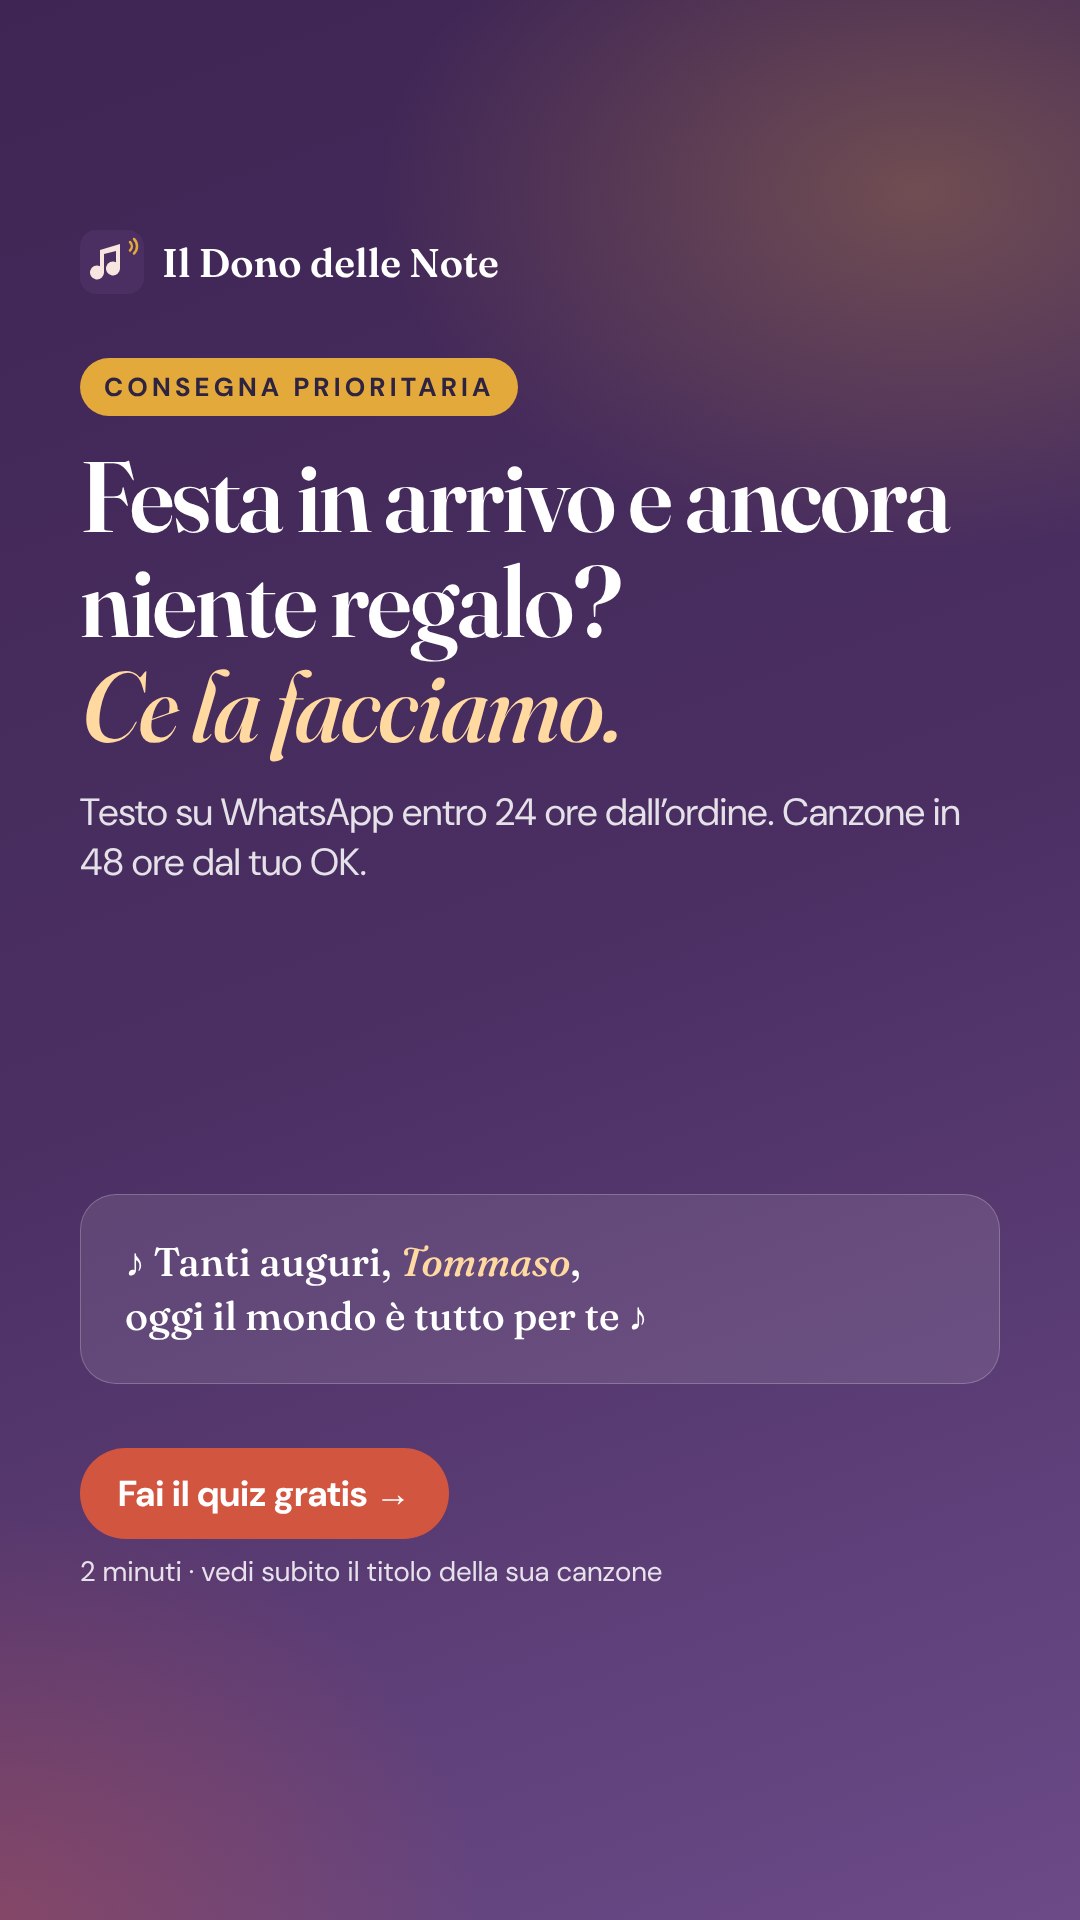 Il Dono delle Note
CONSEGNA PRIORITARIA
Festa in arrivo e ancora
niente regalo?
Ce la facciamo.
Testo su WhatsApp entro 24 ore dall’ordine. Canzone in
48 ore dal tuo OK.
♪ Tanti auguri, Tommaso,
oggi il mondo è tutto per te ♪
Fai il quiz gratis →
2 minuti · vedi subito il titolo della sua canzone